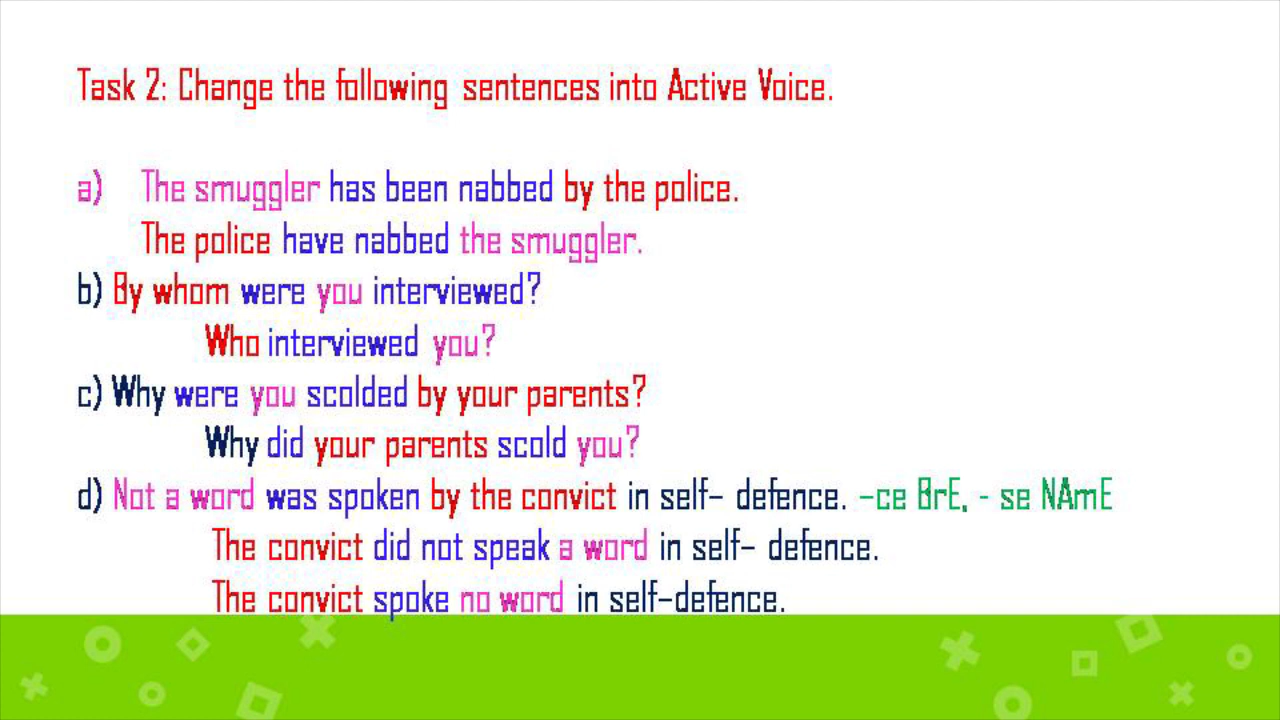 Task 2: Change the following sentences into Active Voice.
a) The smuggler has been nabbed by the police.
The police have nabbed the smuggler.
b) By whom were you interviewed?
Who interviewed you?
c) Why were you scolded by your parents?
Why did your parents scold you?
d) Not a word was spoken by the convict in self- defence. -ce BrE, - se NAmE
The convict did not speak a word in self- defence.
The convict spoke no word in self-defence.